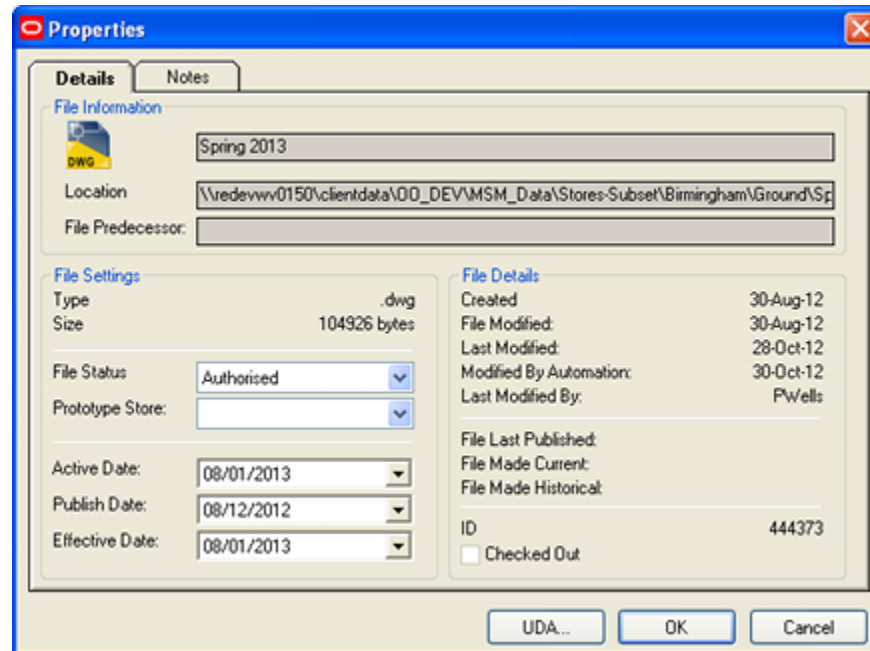 Properties
Details Notes
File Information
DWG
Spring 2013
Location \\redevwv0150\clientdata\OO_DEV\MSM_Data\Stores-Subset\Birmingham\Ground\Sp
File Predecessor:
File Settings
Type .dwg
Size 104926 bytes
File Status Authorised
Prototype Store:
Active Date: 08/01/2013
Publish Date: 08/12/2012
Effective Date: 08/01/2013
File Details
Created 30-Aug-12
File Modified: 30-Aug-12
Last Modified: 28-Oct-12
Modified By Automation: 30-Oct-12
Last Modified By: PWells
File Last Published:
File Made Current:
File Made Historical:
ID 444373
Checked Out
UDA... OK Cancel